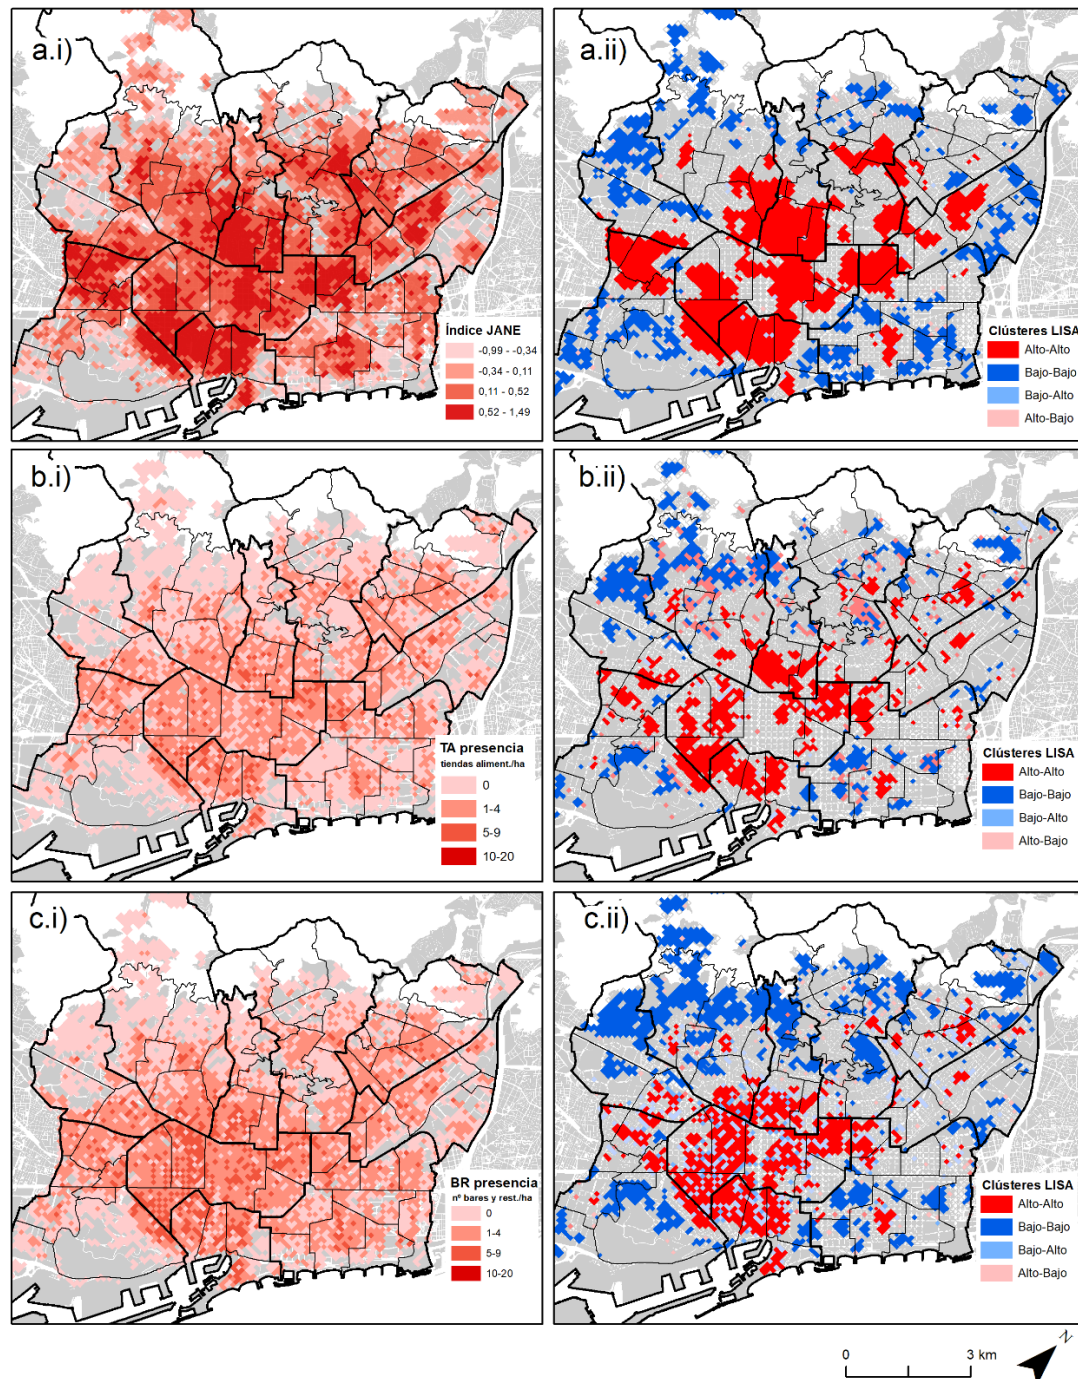 a.i)
Índice JANE
-0,99 - -0,34
-0,34 - 0,11
0,11 - 0,52
0,52 - 1,49
a.ii)
Clústeres LISA
Alto-Alto
Bajo-Bajo
Bajo-Alto
Alto-Bajo
b.i)
TA presencia
tiendas aliment./ha
0
1-4
5-9
10-20
b.ii)
Clústeres LISA
Alto-Alto
Bajo-Bajo
Bajo-Alto
Alto-Bajo
c.i)
BR presencia
nº bares y rest./ha
0
1-4
5-9
10-20
c.ii)
Clústeres LISA
Alto-Alto
Bajo-Bajo
Bajo-Alto
Alto-Bajo
0 3 km
N